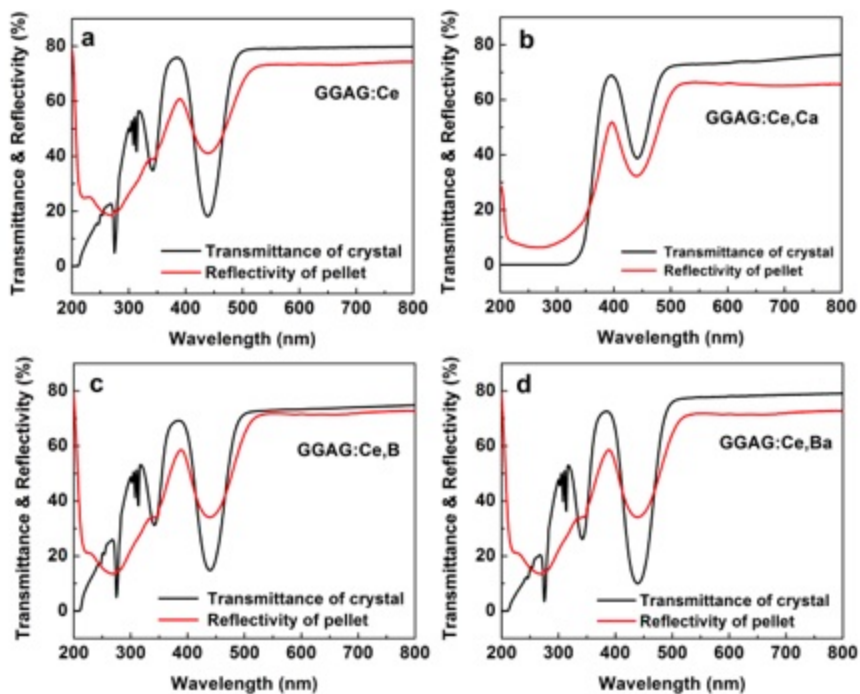 a
GGAG:Ce
Transmittance & Reflectivity (%)
80
60
40
20
0
Transmittance of crystal
Reflectivity of pellet
200 300 400 500 600 700 800
Wavelength (nm)
b
GGAG:Ce,Ca
Transmittance & Reflectivity (%)
80
60
40
20
0
Transmittance of crystal
Reflectivity of pellet
200 300 400 500 600 700 800
Wavelength (nm)
c
GGAG:Ce,B
Transmittance & Reflectivity (%)
80
60
40
20
0
Transmittance of crystal
Reflectivity of pellet
200 300 400 500 600 700 800
Wavelength (nm)
d
GGAG:Ce,Ba
Transmittance & Reflectivity (%)
80
60
40
20
0
Transmittance of crystal
Reflectivity of pellet
200 300 400 500 600 700 800
Wavelength (nm)